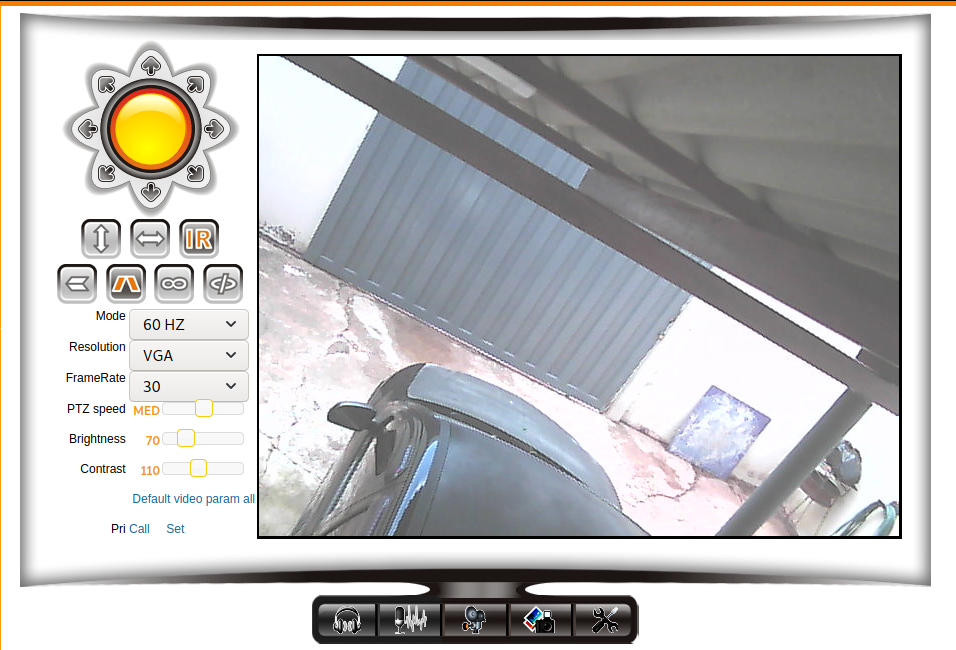 IR
Mode 60 HZ
Resolution VGA
FrameRate 30
PTZ speed MED
Brightness 70
Contrast 110
Default video param all
Pri Call Set